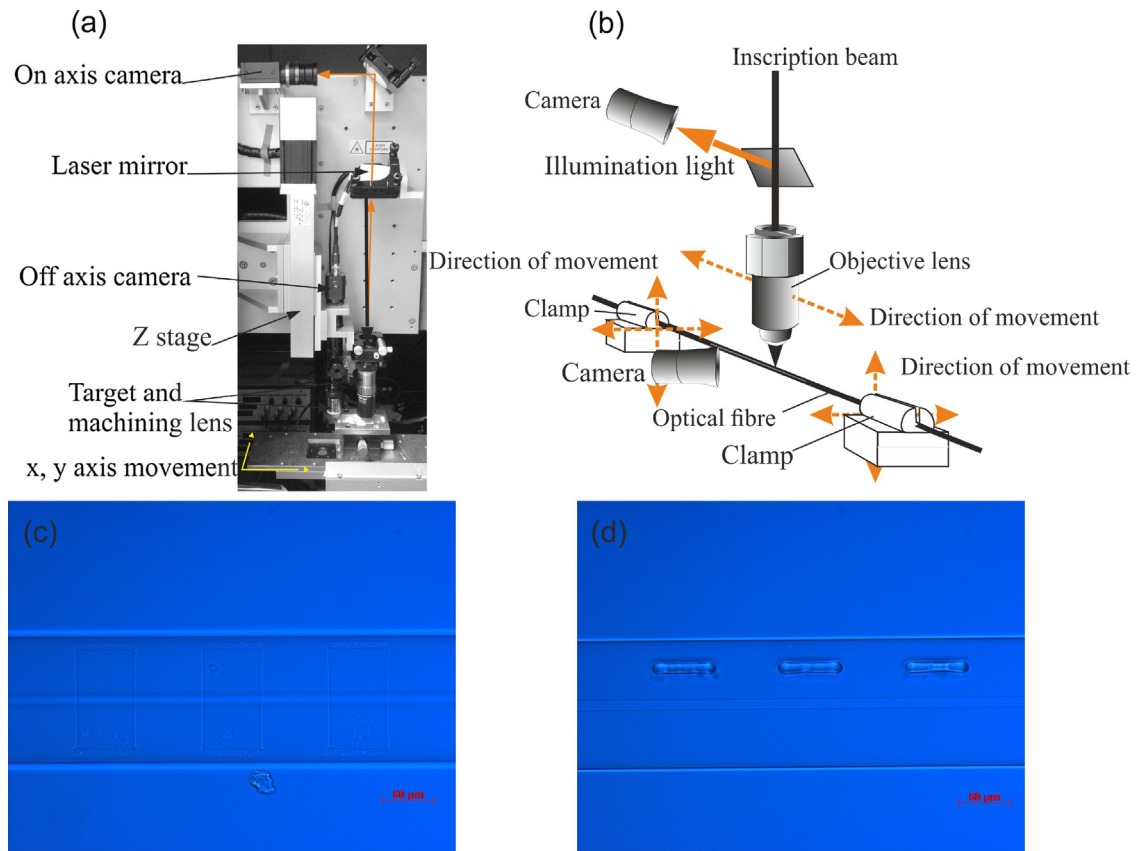 (a)
On axis camera
Laser mirror
Off axis camera
Z stage
Target and
machining lens
x, y axis movement
(b)
Inscription beam
Camera
Illumination light
Direction of movement
Objective lens
Clamp
Direction of movement
Camera
Direction of movement
Optical fibre
Clamp
(c)
50 µm
(d)
50 µm